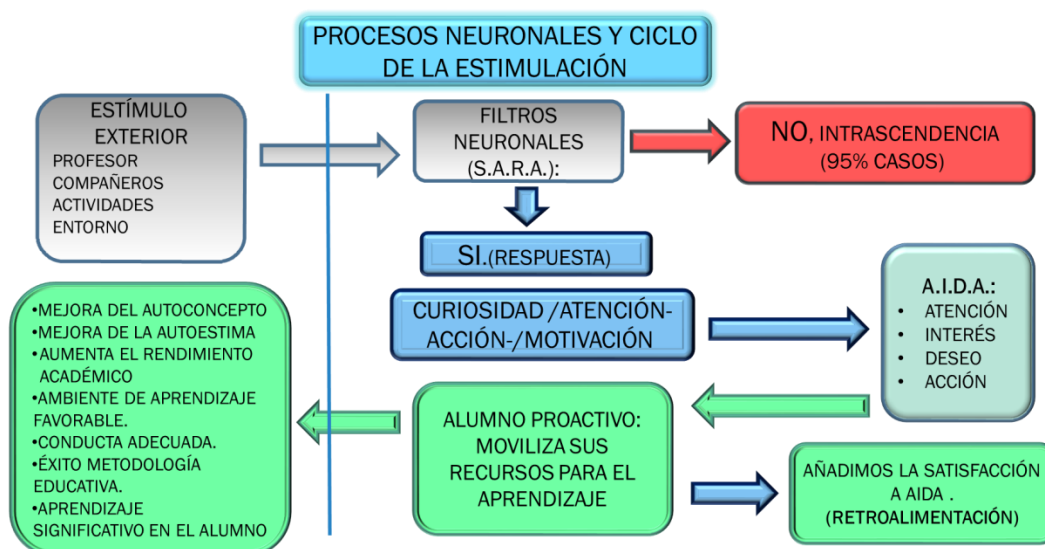 PROCESOS NEURONALES Y CICLO
DE LA ESTIMULACIÓN
ESTÍMULO
EXTERIOR
PROFESOR
COMPAÑEROS
ACTIVIDADES
ENTORNO
FILTROS
NEURONALES
(S.A.R.A.):
NO, INTRASCENDENCIA
(95% CASOS)
SI.(RESPUESTA)
CURIOSIDAD /ATENCIÓN-
ACCIÓN-/MOTIVACIÓN
A.I.D.A.:
• ATENCIÓN
• INTERÉS
• DESEO
• ACCIÓN
ALUMNO PROACTIVO:
MOVILIZA SUS
RECURSOS PARA EL
APRENDIZAJE
AÑADIMOS LA SATISFACCIÓN
A AIDA .
(RETROALIMENTACIÓN)
•MEJORA DEL AUTOCONCEPTO
•MEJORA DE LA AUTOESTIMA
•AUMENTA EL RENDIMIENTO
ACADÉMICO
•AMBIENTE DE APRENDIZAJE
FAVORABLE.
•CONDUCTA ADECUADA.
•ÉXITO METODOLOGÍA
EDUCATIVA.
•APRENDIZAJE
SIGNIFICATIVO EN EL ALUMNO